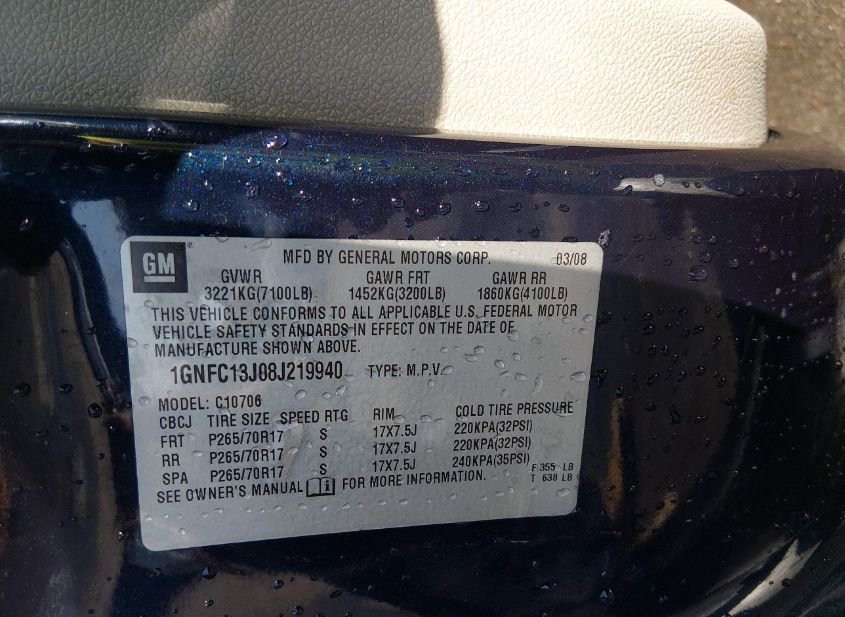 GM ® MFD BY GENERAL MOTORS CORP. 03/08
GVWR GAWR FRT GAWR RR
3221KG(7100LB) 1452KG(3200LB) 1860KG(4100LB)
THIS VEHICLE CONFORMS TO ALL APPLICABLE U.S. FEDERAL MOTOR
VEHICLE SAFETY STANDARDS IN EFFECT ON THE DATE OF
MANUFACTURE SHOWN ABOVE.
1GNFC13J08J219940 TYPE: M.P.V.
MODEL: C10706
CBCJ TIRE SIZE SPEED RTG RIM COLD TIRE PRESSURE
FRT P265/70R17 S 17X7.5J 220KPA(32PSI)
RR P265/70R17 S 17X7.5J 220KPA(32PSI)
SPA P265/70R17 S 17X7.5J 240KPA(35PSI) F 355 LB
SEE OWNER'S MANUAL FOR MORE INFORMATION. T 638 LB